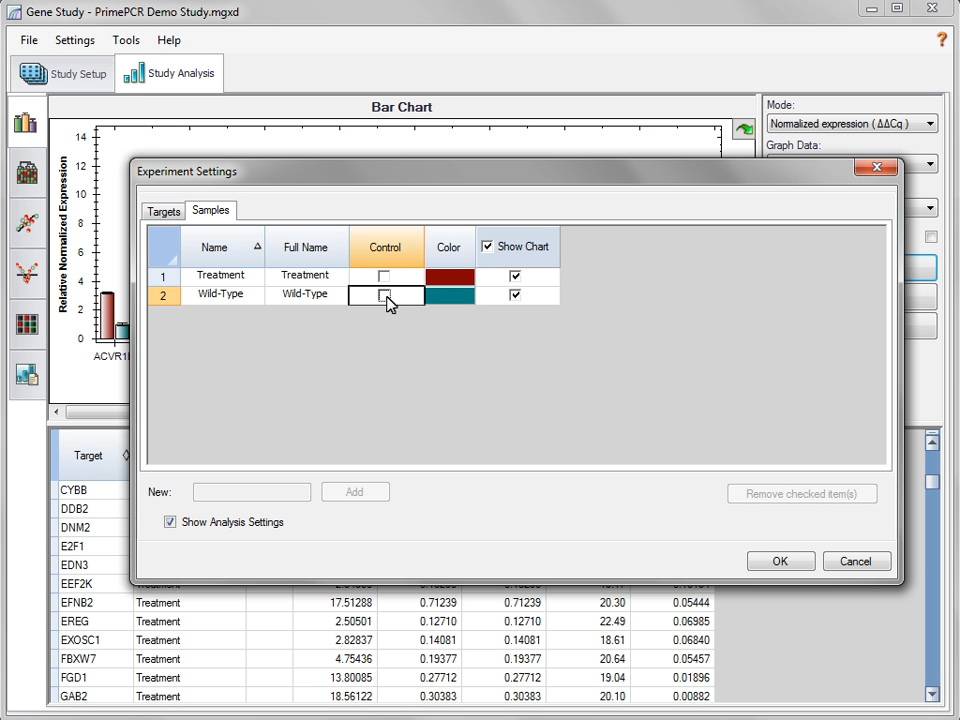 Gene Study - PrimePCR Demo Study.mgxd
File Settings Tools Help ?
Study Setup Study Analysis
Bar Chart
Mode:
Normalized expression ( ΔΔCq )
Graph Data:
Relative Normalized Expression
14
12
10
8
6
4
2
0
Experiment Settings
Targets Samples
Name Full Name Control Color Show Chart
1 Treatment Treatment
2 Wild-Type Wild-Type
New: Add Remove checked item(s)
Show Analysis Settings
OK Cancel
Target
CYBB
DDB2
DNM2
E2F1
EDN3
EEF2K Treatment
EFNB2 Treatment 17.51288 0.71239 0.71239 20.30 0.05444
EREG Treatment 2.50501 0.12710 0.12710 22.49 0.06985
EXOSC1 Treatment 2.82837 0.14081 0.14081 18.61 0.06840
FBXW7 Treatment 4.75436 0.19377 0.19377 20.64 0.05457
FGD1 Treatment 13.80085 0.27712 0.27712 19.04 0.01896
GAB2 Treatment 18.56122 0.30383 0.30383 20.10 0.00882